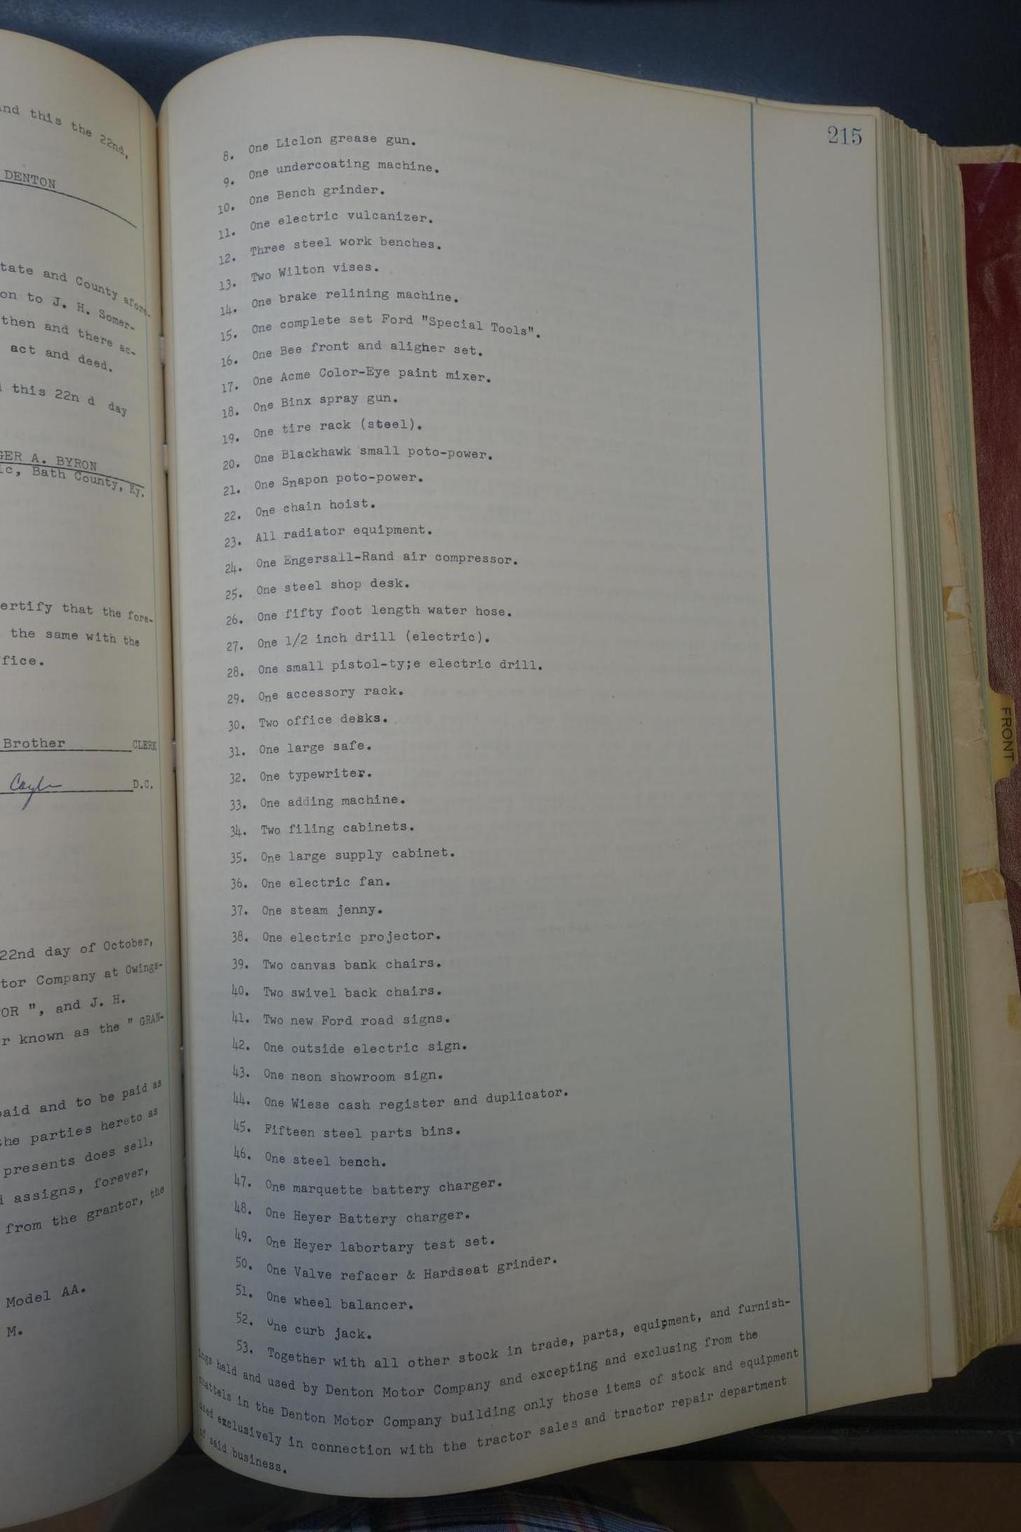 and this the 22nd,
DENTON
tate and County afore-
on to J. H. Somer-
then and there ac-
act and deed.
this 22n d day
GER A. BYRON
ic, Bath County, Ky.
ertify that the fore-
the same with the
fice.
Brother CLERK
D.C.
22nd day of October,
tor Company at Owings-
OR ", and J. H.
r known as the " GRAN-
paid and to be paid as
the parties hereto as
presents does sell,
assigns, forever,
from the grantor, the
Model AA.
M.
215
8. One Liclon grease gun.
9. One undercoating machine.
10. One Bench grinder.
11. One electric vulcanizer.
12. Three steel work benches.
13. Two Wilton vises.
14. One brake relining machine.
15. One complete set Ford "Special Tools".
16. One Bee front and aligher set.
17. One Acme Color-Eye paint mixer.
18. One Binx spray gun.
19. One tire rack (steel).
20. One Blackhawk small poto-power.
21. One Snapon poto-power.
22. One chain hoist.
23. All radiator equipment.
24. One Engersall-Rand air compressor.
25. One steel shop desk.
26. One fifty foot length water hose.
27. One 1/2 inch drill (electric).
28. One small pistol-ty;e electric drill.
29. One accessory rack.
30. Two office desks.
31. One large safe.
32. One typewriter.
33. One adding machine.
34. Two filing cabinets.
35. One large supply cabinet.
36. One electric fan.
37. One steam jenny.
38. One electric projector.
39. Two canvas bank chairs.
40. Two swivel back chairs.
41. Two new Ford road signs.
42. One outside electric sign.
43. One neon showroom sign.
44. One Wiese cash register and duplicator.
45. Fifteen steel parts bins.
46. One steel bench.
47. One marquette battery charger.
48. One Heyer Battery charger.
49. One Heyer labortary test set.
50. One Valve refacer & Hardseat grinder.
51. One wheel balancer.
52. One curb jack.
53. Together with all other stock in trade, parts, equipment, and furnish-
ings held and used by Denton Motor Company and excepting and exclusing from the
chattels in the Denton Motor Company building only those items of stock and equipment
used exclusively in connection with the tractor sales and tractor repair department
of said business.
FRONT